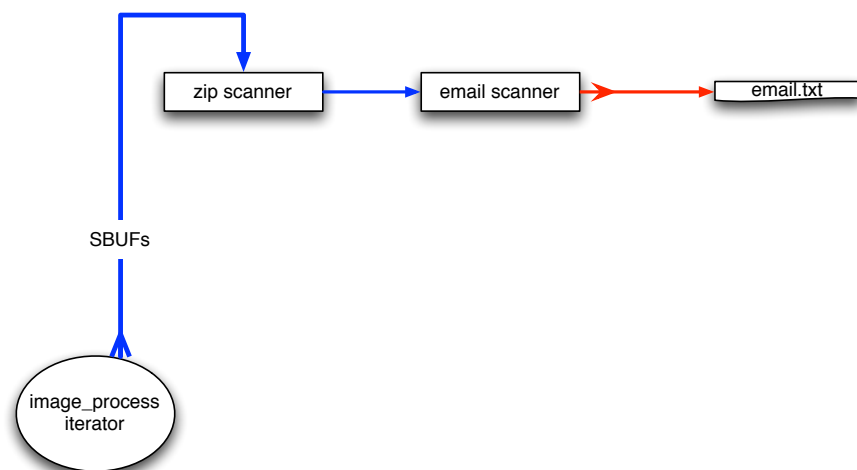 zip scanner
email scanner
email.txt
SBUFs
image_process
iterator